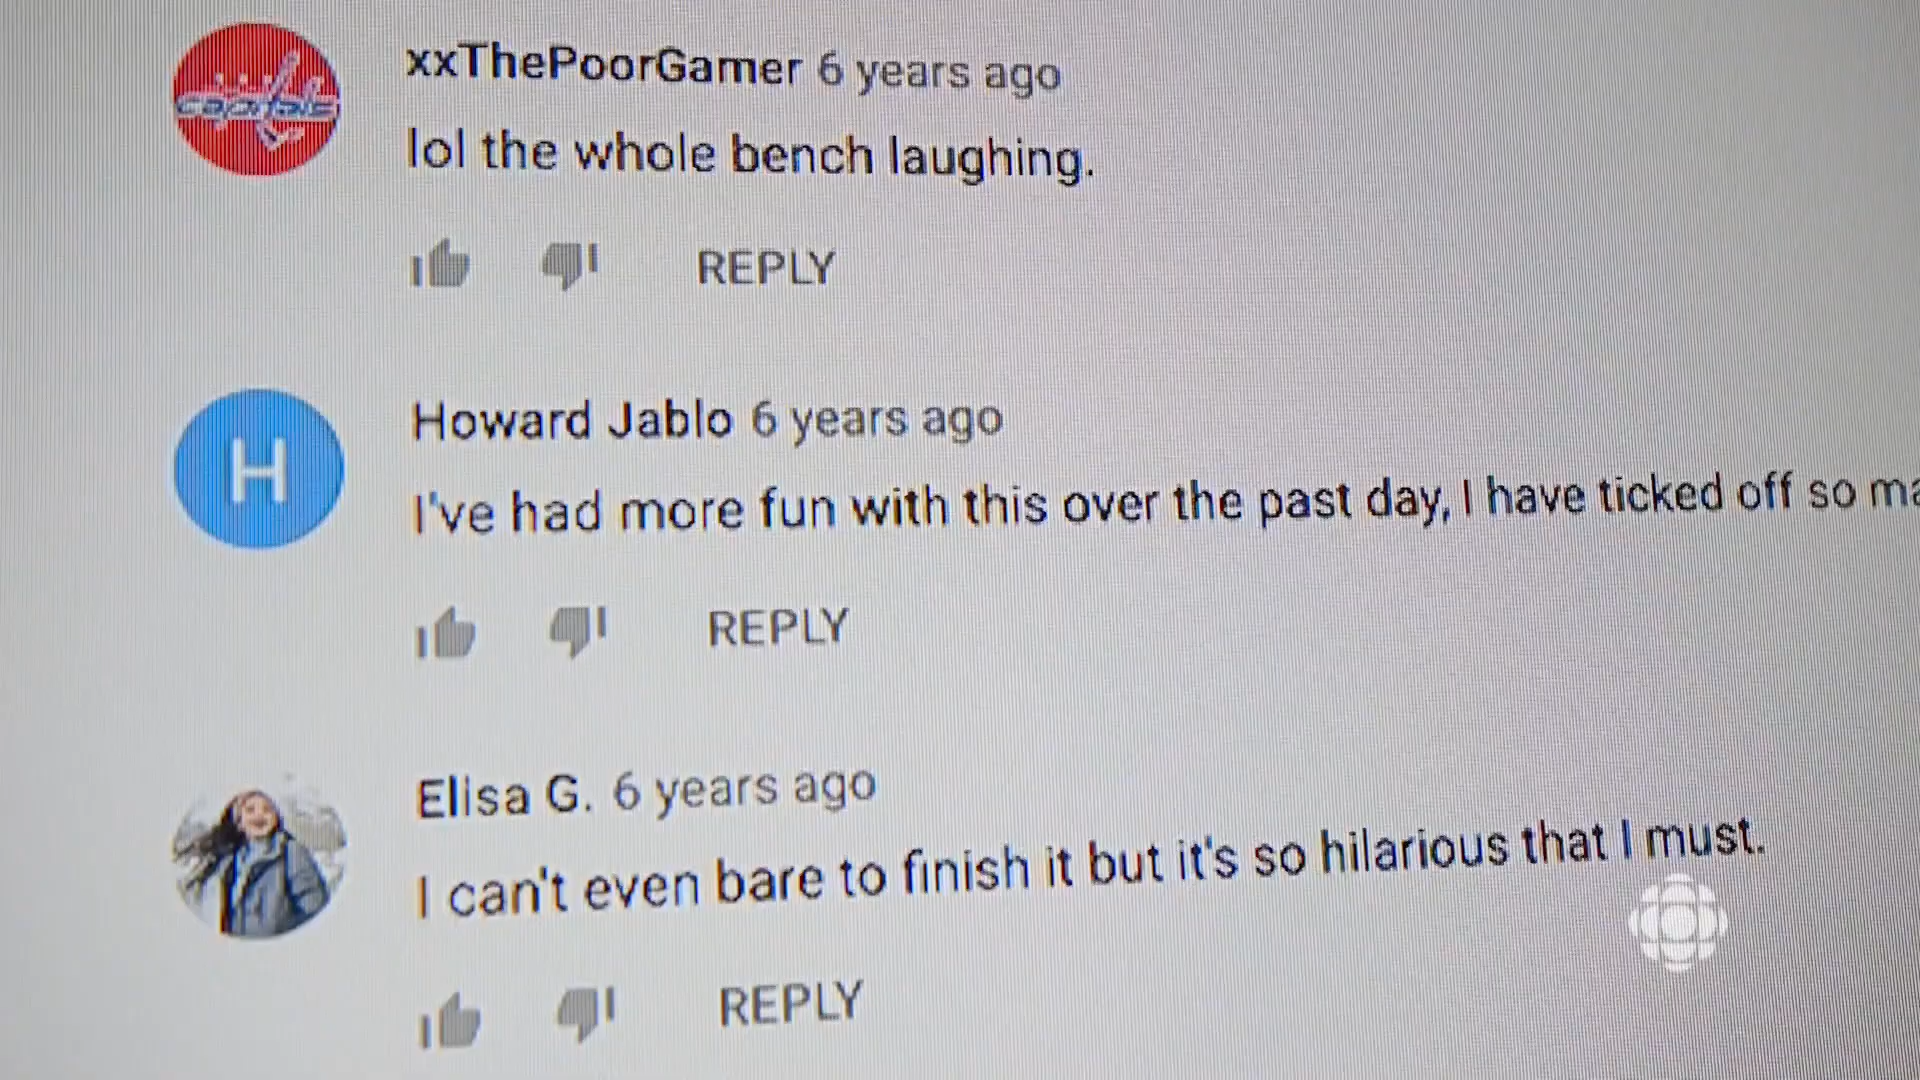 capitals
xxThePoorGamer 6 years ago
lol the whole bench laughing.
REPLY
H
Howard Jablo 6 years ago
I've had more fun with this over the past day, I have ticked off so
REPLY
Elisa G. 6 years ago
I can't even bare to finish it but it's so hilarious that I must.
REPLY